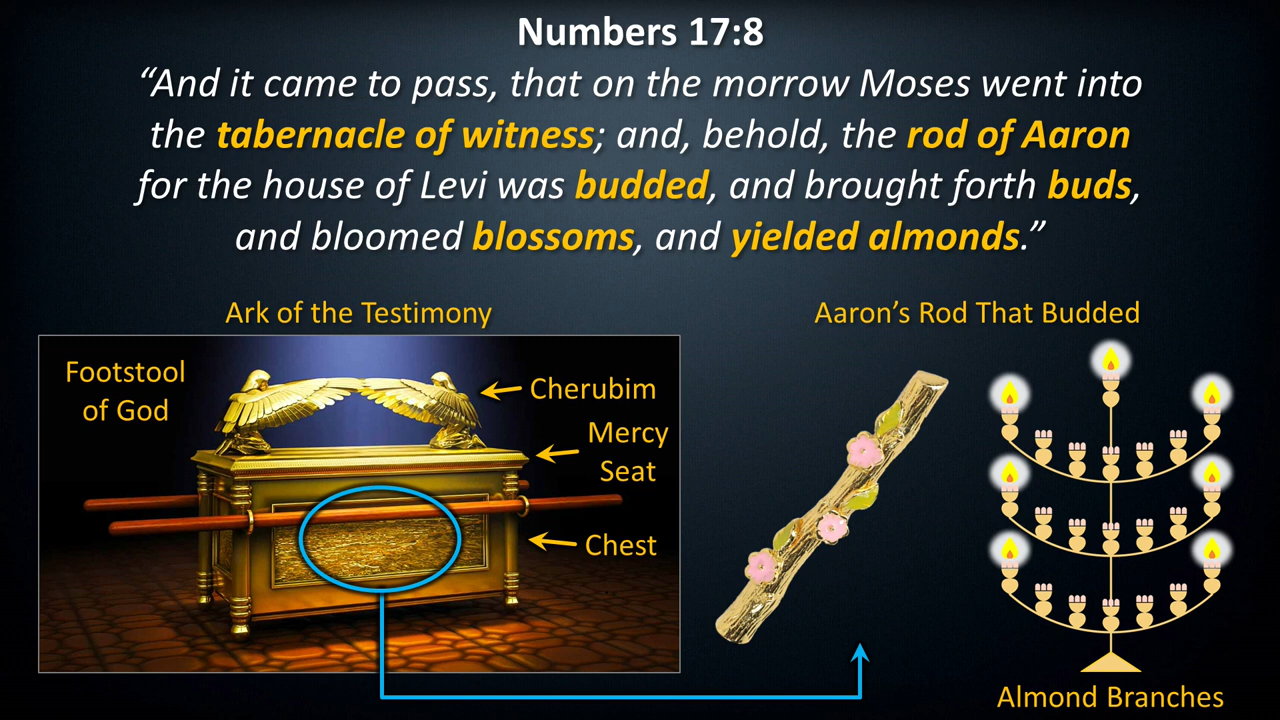 Numbers 17:8
“And it came to pass, that on the morrow Moses went into
the tabernacle of witness; and, behold, the rod of Aaron
for the house of Levi was budded, and brought forth buds,
and bloomed blossoms, and yielded almonds.”
Ark of the Testimony
Footstool
of God
Cherubim
Mercy
Seat
Chest
Aaron’s Rod That Budded
Almond Branches